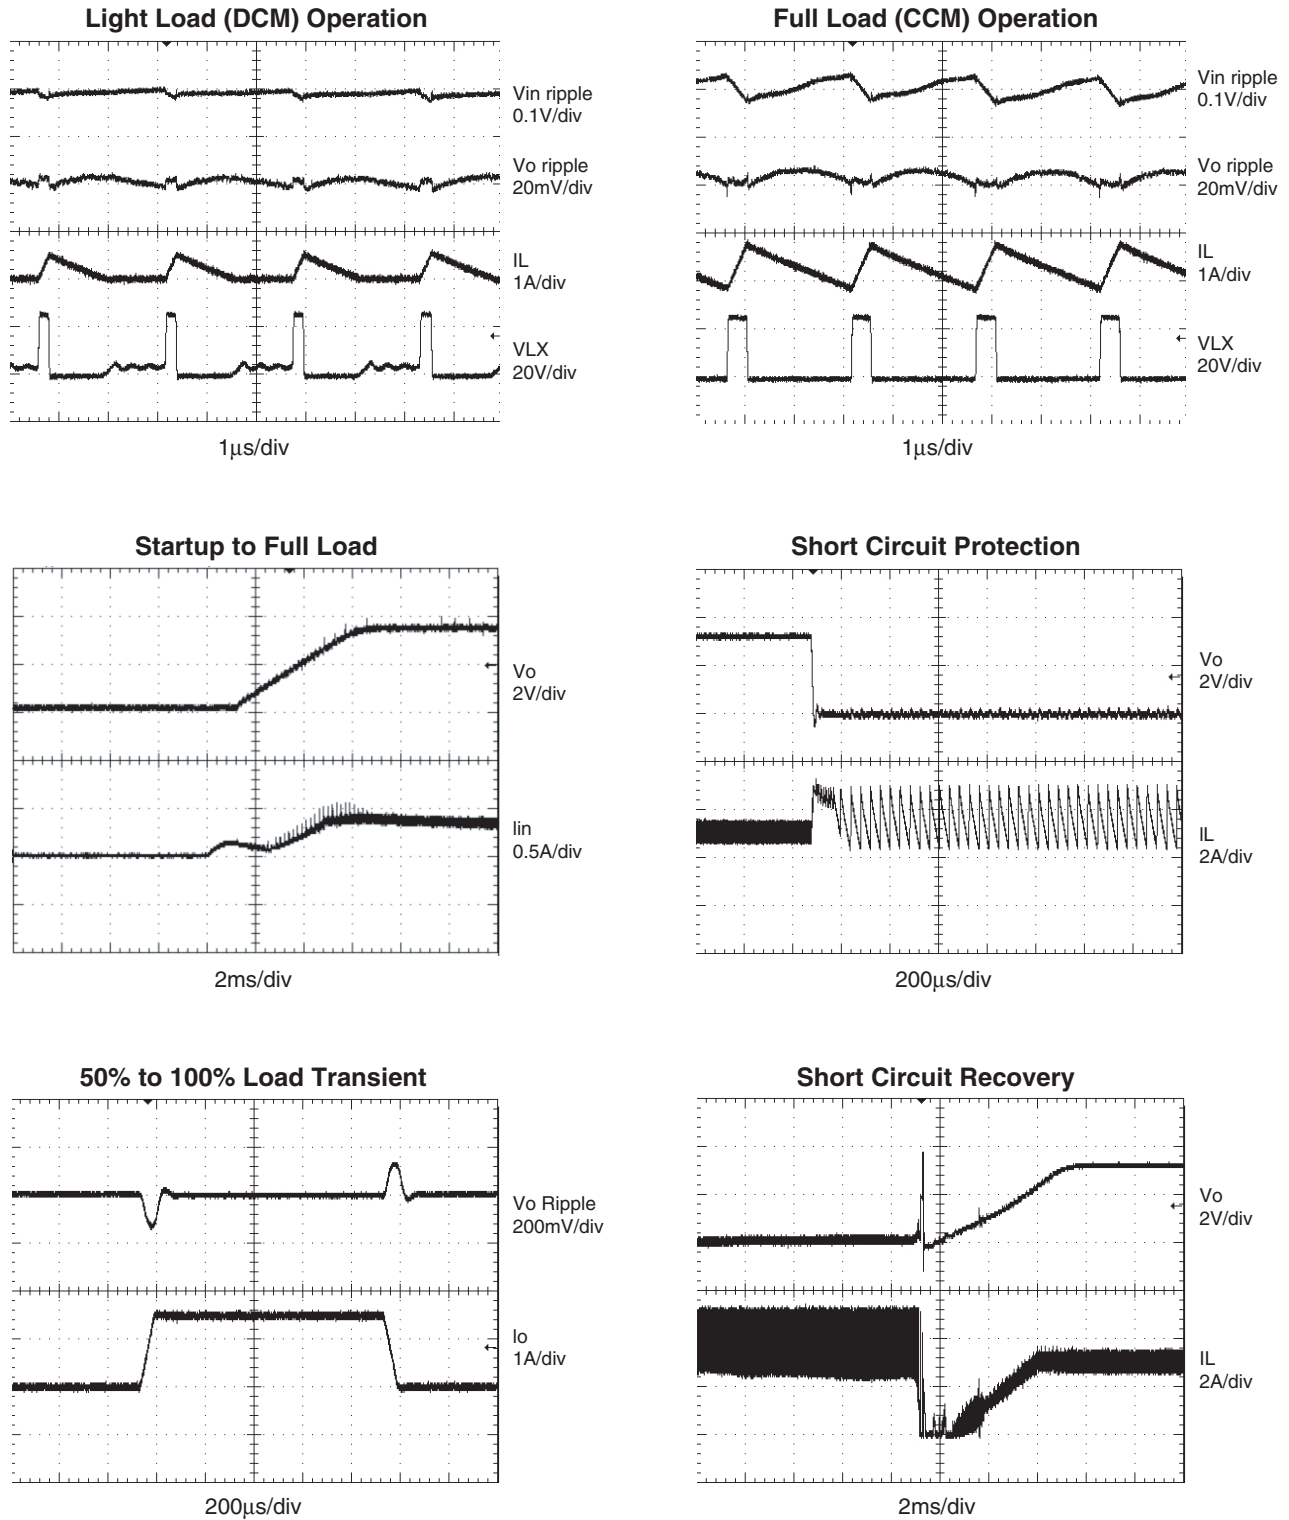 Light Load (DCM) Operation
Vin ripple
0.1V/div
Vo ripple
20mV/div
IL
1A/div
VLX
20V/div
1μs/div
Full Load (CCM) Operation
Vin ripple
0.1V/div
Vo ripple
20mV/div
IL
1A/div
VLX
20V/div
1μs/div
Startup to Full Load
Vo
2V/div
Iin
0.5A/div
2ms/div
Short Circuit Protection
Vo
2V/div
IL
2A/div
200μs/div
50% to 100% Load Transient
Vo Ripple
200mV/div
Io
1A/div
200μs/div
Short Circuit Recovery
Vo
2V/div
IL
2A/div
2ms/div